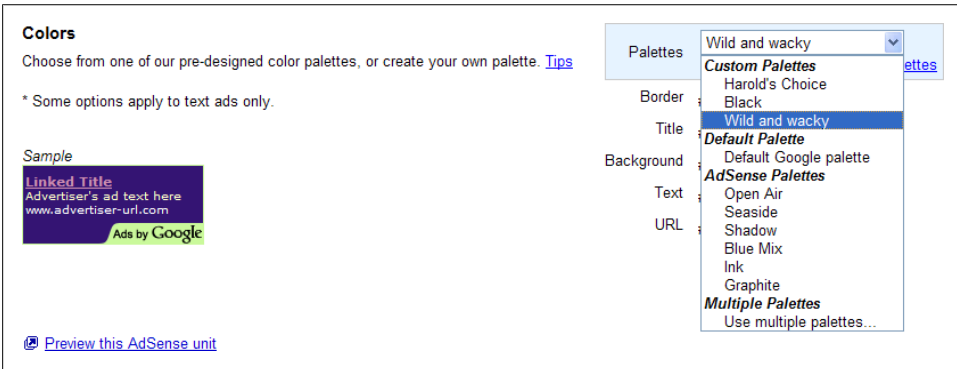 Colors
Choose from one of our pre-designed color palettes, or create your own palette. Tips
* Some options apply to text ads only.
Sample
Linked Title
Advertiser's ad text here
www.advertiser-url.com
Ads by Google
Preview this AdSense unit
Palettes
Wild and wacky
ettes
Custom Palettes
Harold's Choice
Black
Wild and wacky
Default Palette
Default Google palette
AdSense Palettes
Open Air
Seaside
Shadow
Blue Mix
Ink
Graphite
Multiple Palettes
Use multiple palettes...
Border
Title
Background
Text
URL